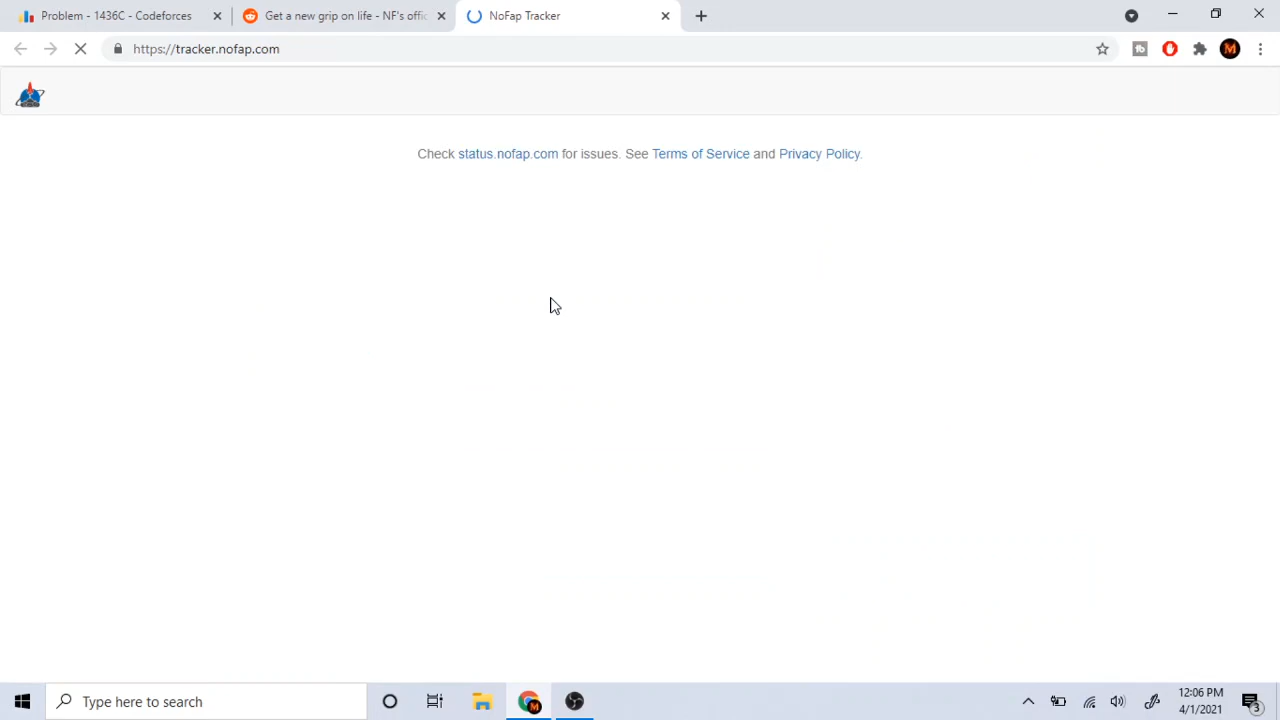 Problem - 1436C - Codeforces
Get a new grip on life - NF's offic
NoFap Tracker
https://tracker.nofap.com
M
Check status.nofap.com for issues. See Terms of Service and Privacy Policy.
Type here to search
M
12:06 PM
4/1/2021
3